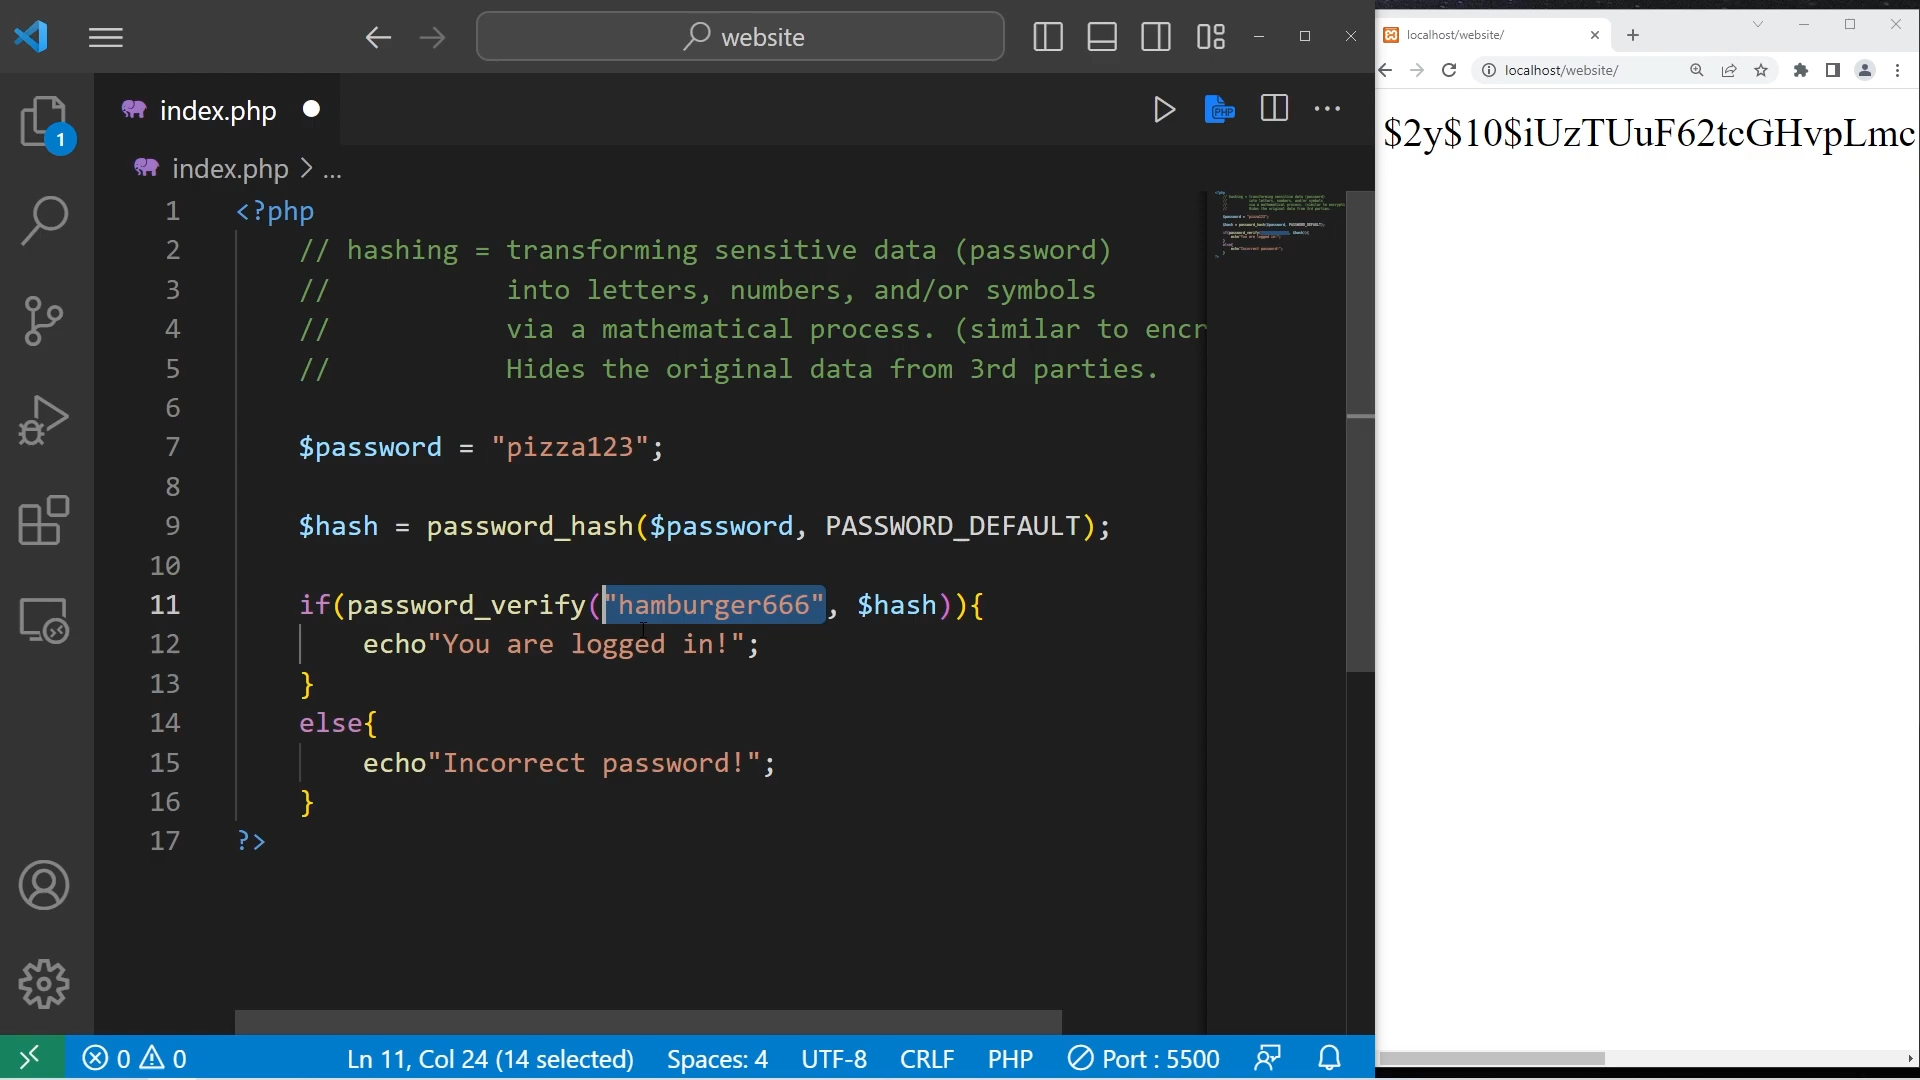 website
index.php
index.php > ...
1 <?php
2 // hashing = transforming sensitive data (password)
3 // into letters, numbers, and/or symbols
4 // via a mathematical process. (similar to encr
5 // Hides the original data from 3rd parties.
6
7 $password = "pizza123";
8
9 $hash = password_hash($password, PASSWORD_DEFAULT);
10
11 if(password_verify("hamburger666", $hash)){
12 echo"You are logged in!";
13 }
14 else{
15 echo"Incorrect password!";
16 }
17 ?>
1
0 0 Ln 11, Col 24 (14 selected) Spaces: 4 UTF-8 CRLF PHP Port : 5500
localhost/website/
localhost/website/
$2y$10$iUzTUuF62tcGHvpLmc